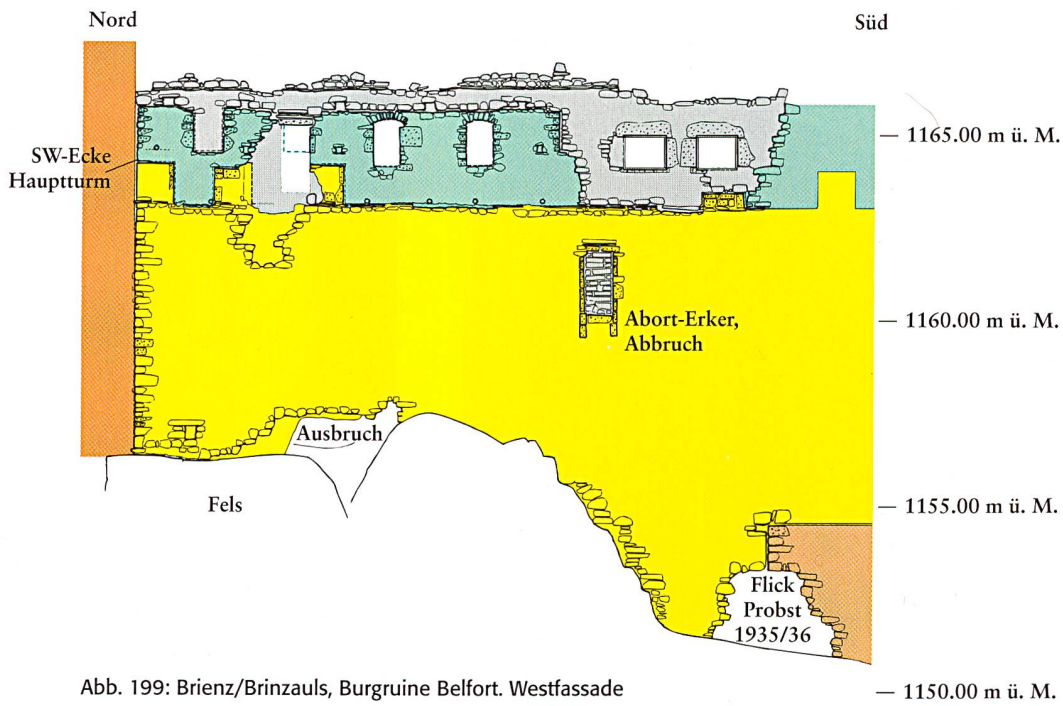 Nord
Süd
1165.00 m ü. M.
SW-Ecke
Hauptturm
1160.00 m ü. M.
Abort-Erker,
Abbruch
Ausbruch
Fels
1155.00 m ü. M.
Flick
Probst
1935/36
Abb. 199: Brienz/Brinzauls, Burgruine Belfort. Westfassade
1150.00 m ü. M.